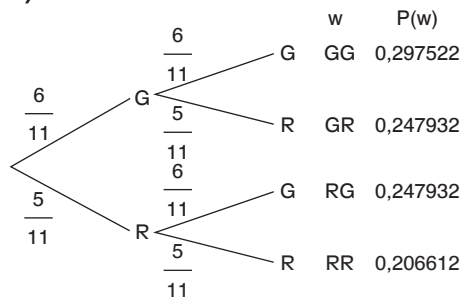 )
w P(w)
6/11 G GG 0,297522
6/11 G
5/11 R GR 0,247932
6/11 G RG 0,247932
5/11 R
5/11 R RR 0,206612